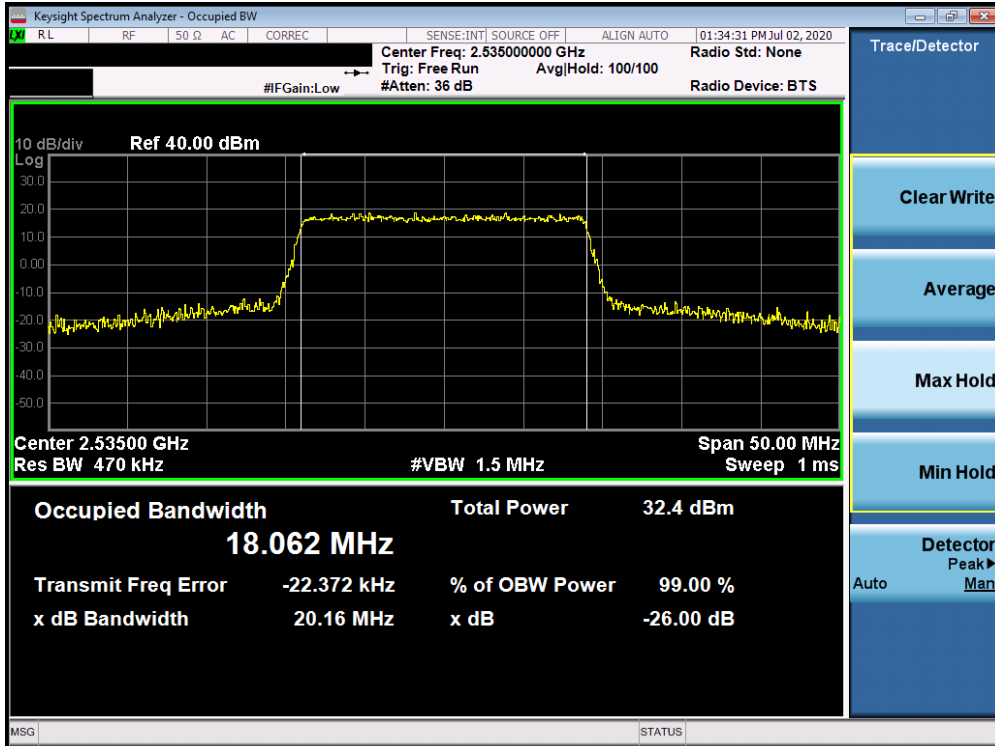 Keysight Spectrum Analyzer - Occupied BW
LXI RL RF 50 Ω AC CORREC SENSE:INT SOURCE OFF ALIGN AUTO 01:34:31 PM Jul 02, 2020
Center Freq: 2.535000000 GHz Radio Std: None
Trig: Free Run Avg|Hold: 100/100
#IFGain:Low #Atten: 36 dB Radio Device: BTS
10 dB/div Ref 40.00 dBm
Log
30.0
20.0
10.0
0.00
-10.0
-20.0
-30.0
-40.0
-50.0
Center 2.53500 GHz Span 50.00 MHz
Res BW 470 kHz #VBW 1.5 MHz Sweep 1 ms
Occupied Bandwidth Total Power 32.4 dBm
18.062 MHz
Transmit Freq Error -22.372 kHz % of OBW Power 99.00 %
x dB Bandwidth 20.16 MHz x dB -26.00 dB
MSG STATUS
Trace/Detector
Clear Write
Average
Max Hold
Min Hold
Detector
Peak▶
Auto Man